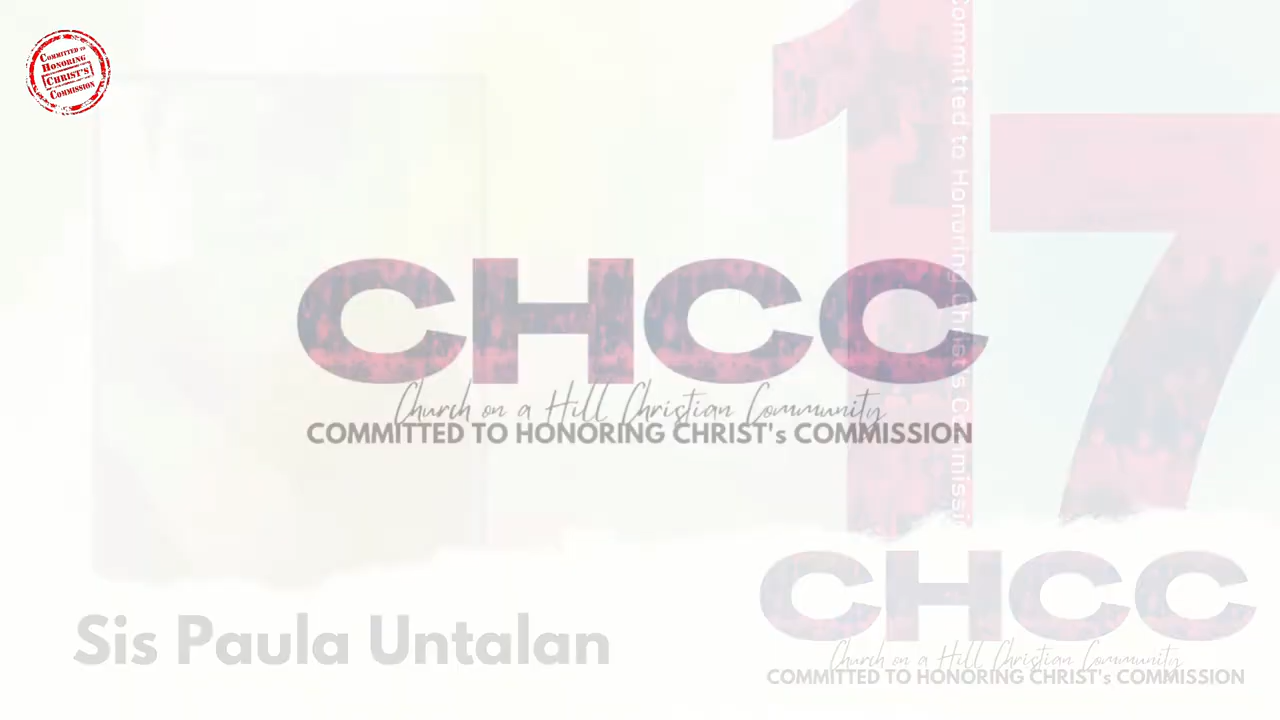 COMMITTED TO
HONORING
CHRIST'S
COMMISSION
17
Committed to Honoring Christ's Commissi
CHCC
Church on a Hill Christian Community
COMMITTED TO HONORING CHRIST's COMMISSION
Sis Paula Untalan
CHCC
Church on a Hill Christian Community
COMMITTED TO HONORING CHRIST's COMMISSION